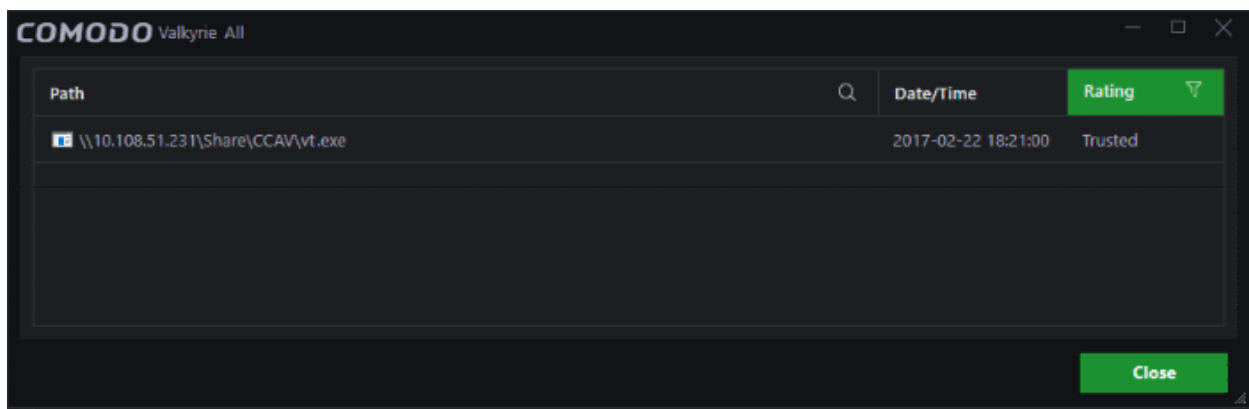 COMODO Valkyrie All
Path Date/Time Rating
\\10.108.51.231\Share\CCAV\vt.exe 2017-02-22 18:21:00 Trusted
Close